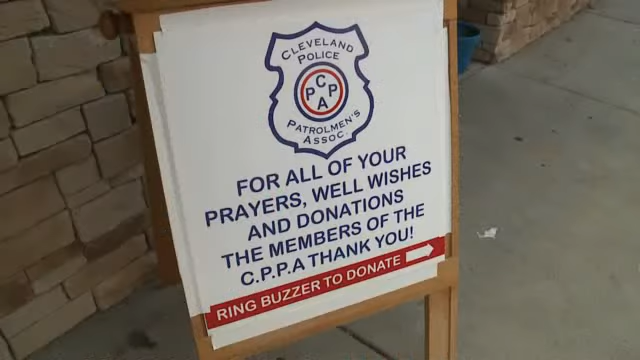 CLEVELAND
POLICE
C
P P
A
PATROLMEN'S
ASSOC.
FOR ALL OF YOUR
PRAYERS, WELL WISHES
AND DONATIONS
THE MEMBERS OF THE
C.P.P.A THANK YOU!
RING BUZZER TO DONATE